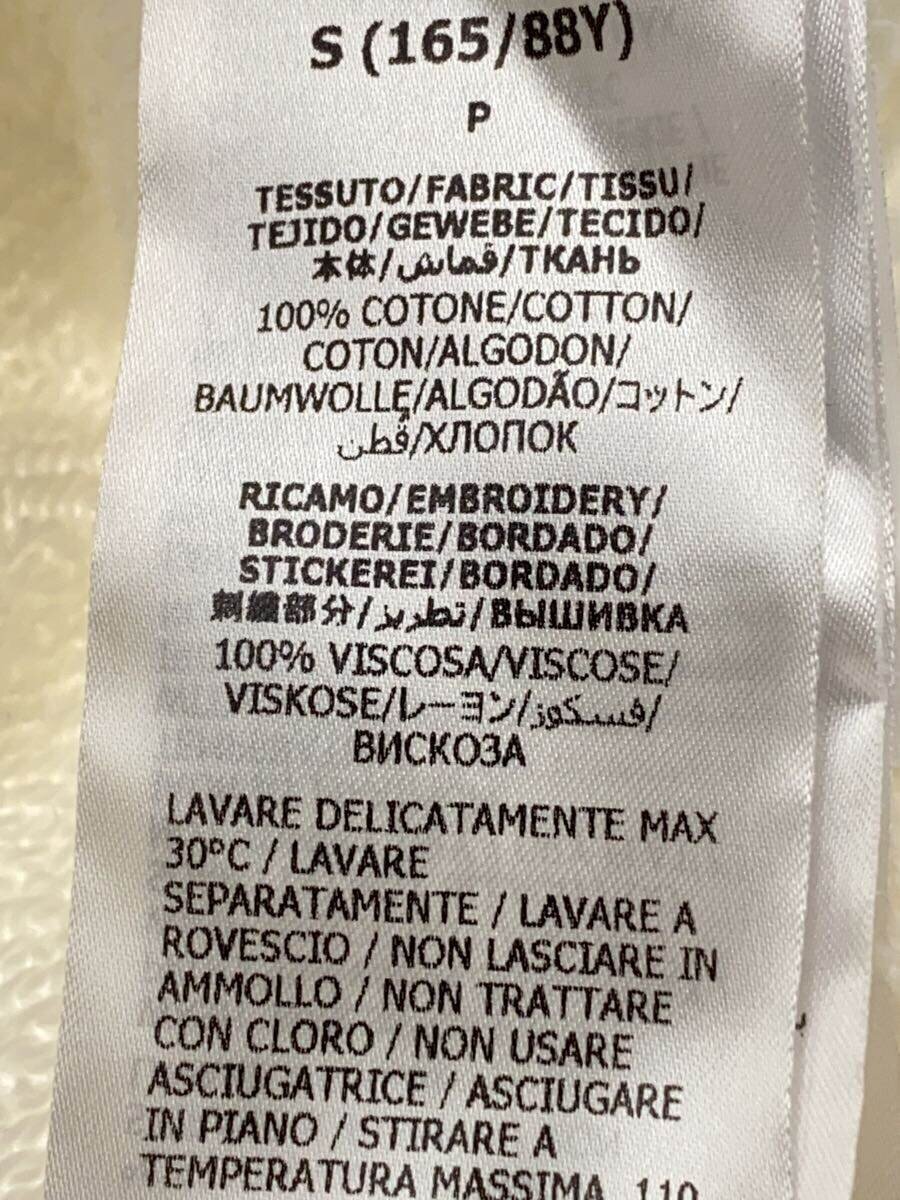 S (165/88Y)
P
TESSUTO/FABRIC/TISSU/
TEJIDO/GEWEBE/TECIDO/
本体/قماش/ТКАНЬ
100% COTONE/COTTON/
COTON/ALGODON/
BAUMWOLLE/ALGODÃO/コットン/
قطن/ХЛОПОК
RICAMO/EMBROIDERY/
BRODERIE/BORDADO/
STICKEREI/BORDADO/
刺繍部分/تطريز/ВЫШИВКА
100% VISCOSA/VISCOSE/
VISKOSE/レーヨン/فسكوز/
ВИСКОЗА
LAVARE DELICATAMENTE MAX
30°C / LAVARE
SEPARATAMENTE / LAVARE A
ROVESCIO / NON LASCIARE IN
AMMOLLO / NON TRATTARE
CON CLORO / NON USARE
ASCIUGATRICE / ASCIUGARE
IN PIANO / STIRARE A
TEMPERATURA MASSIMA 110